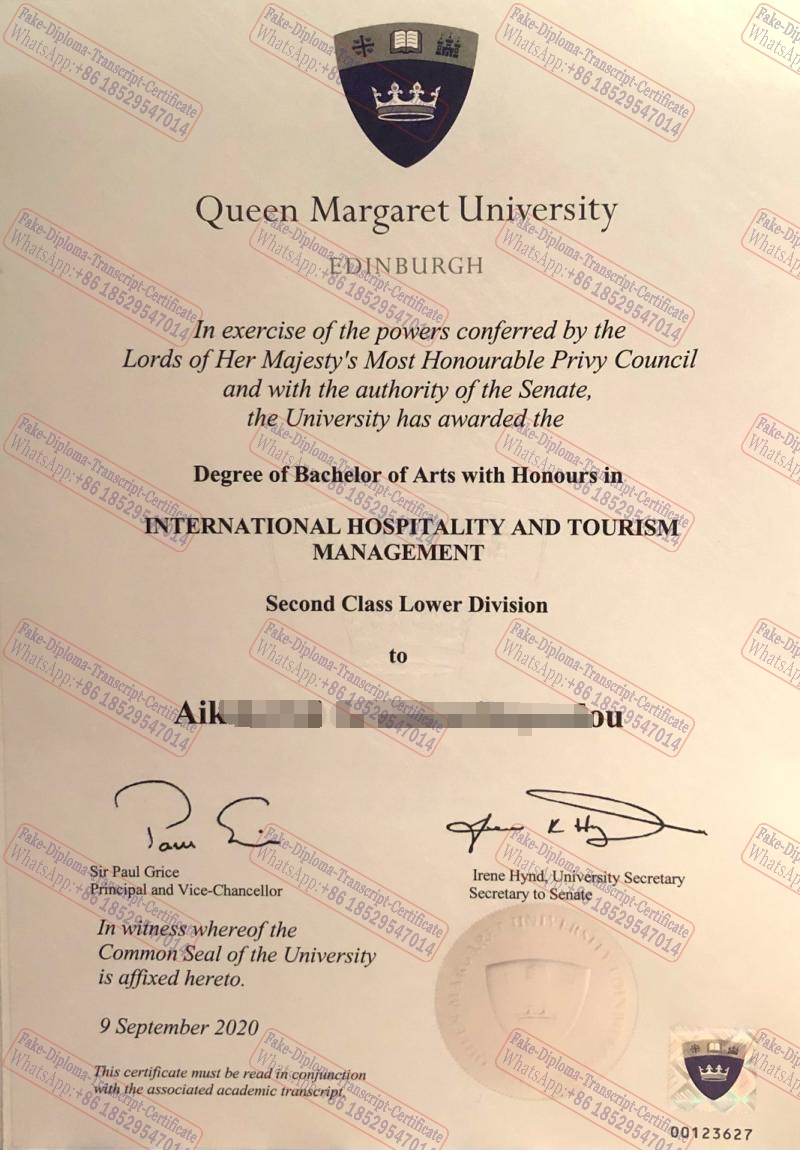 Queen Margaret University
EDINBURGH
In exercise of the powers conferred by the
Lords of Her Majesty's Most Honourable Privy Council
and with the authority of the Senate,
the University has awarded the
Degree of Bachelor of Arts with Honours in
INTERNATIONAL HOSPITALITY AND TOURISM
MANAGEMENT
Second Class Lower Division
to
Sir Paul Grice
Principal and Vice-Chancellor
Irene Hynd, University Secretary
Secretary to Senate
In witness whereof the
Common Seal of the University
is affixed hereto.
9 September 2020
This certificate must be read in conjunction
with the associated academic transcript.
00123627
Fake-Diploma-Transcript-Certificate
WhatsApp:+86 18529547014